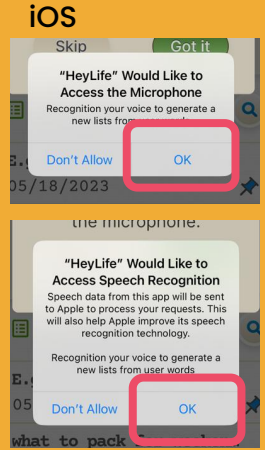 iOS
Skip
Got it
“HeyLife” Would Like to
Access the Microphone
Recognition your voice to generate a
new lists from user words
Don’t Allow
OK
E.
05/18/2023
the microphone.
“HeyLife” Would Like to
Access Speech Recognition
Speech data from this app will be sent
to Apple to process your requests. This
will also help Apple improve its speech
recognition technology.
Recognition your voice to generate a
new lists from user words
E.
05
Don’t Allow
OK
what to pack